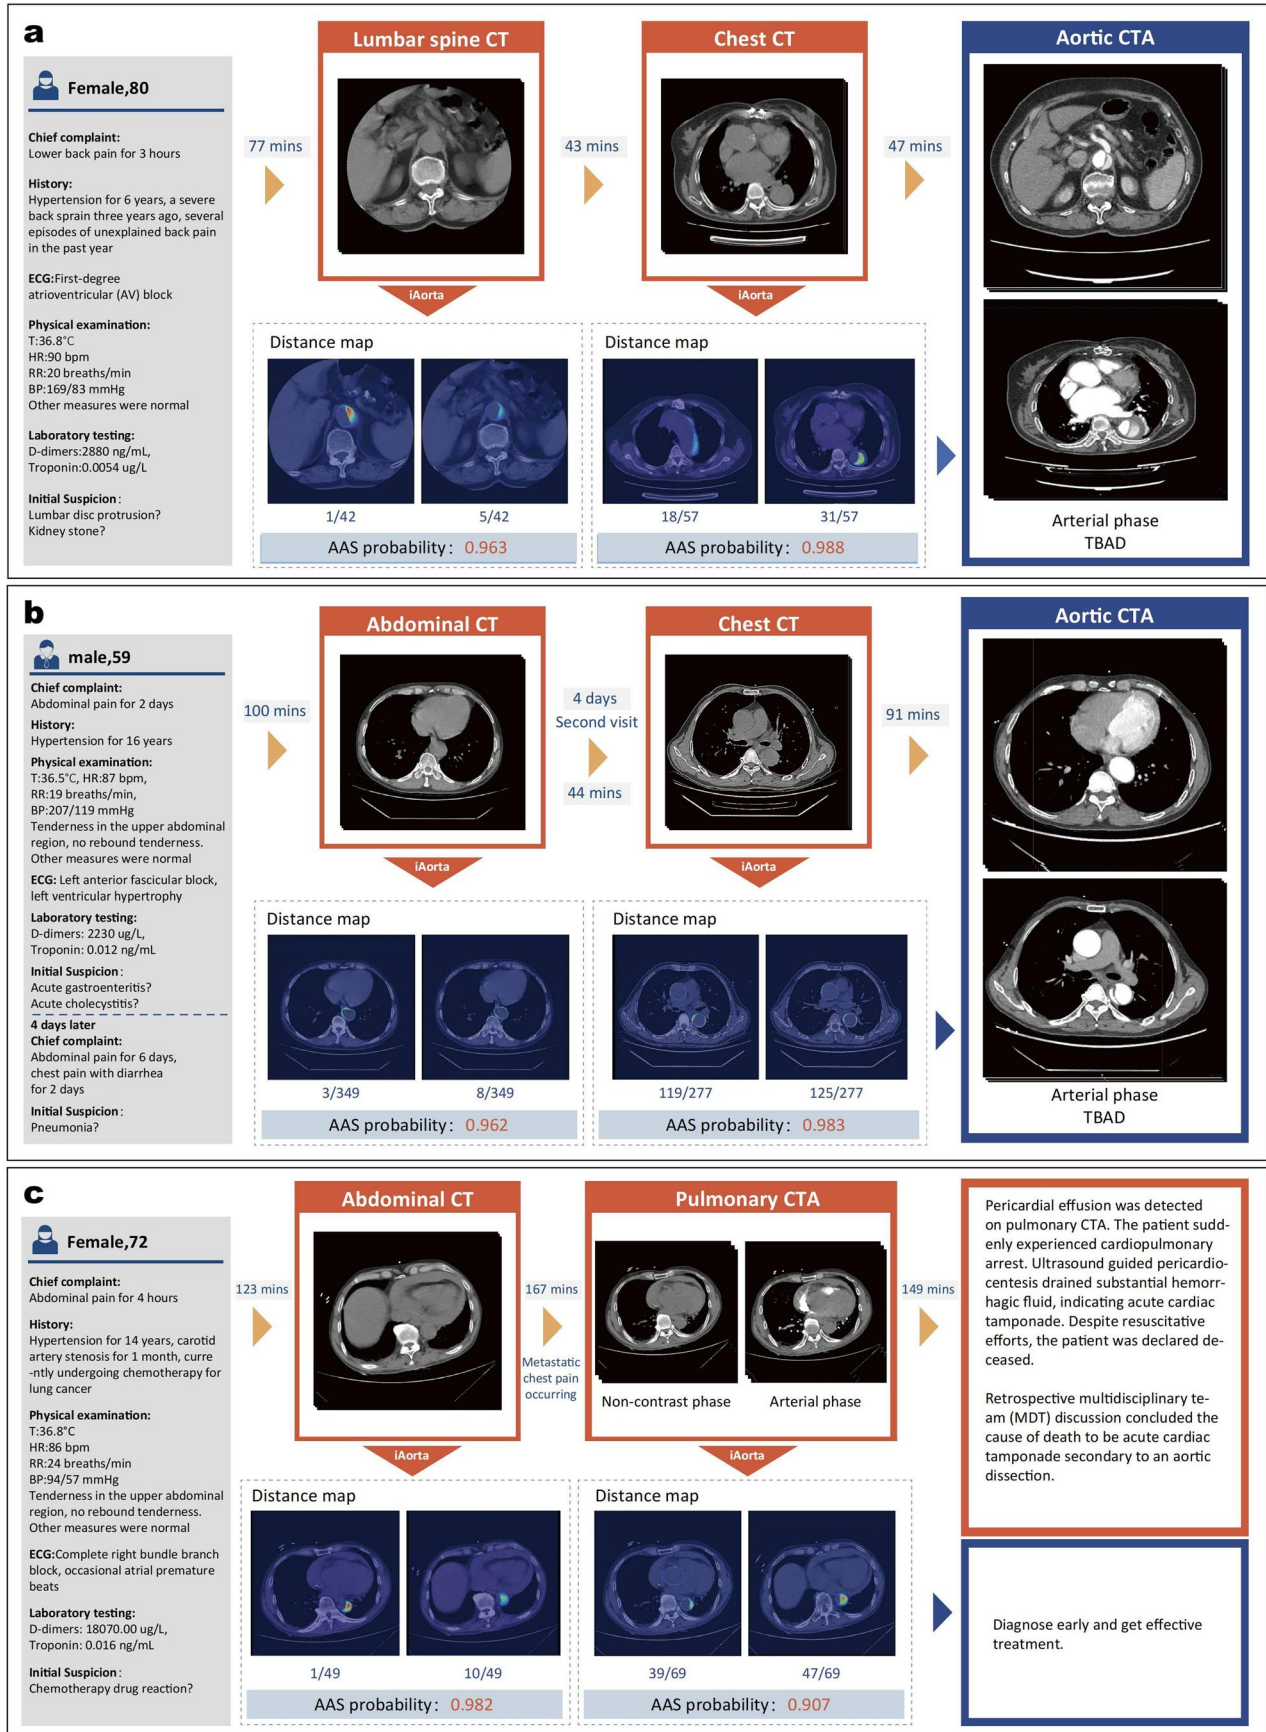 a
Female,80
Chief complaint:
Lower back pain for 3 hours
History:
Hypertension for 6 years, a severe
back sprain three years ago, several
episodes of unexplained back pain
in the past year
ECG:First-degree
atrioventricular (AV) block
Physical examination:
T:36.8°C
HR:90 bpm
RR:20 breaths/min
BP:169/83 mmHg
Other measures were normal
Laboratory testing:
D-dimers:2880 ng/mL,
Troponin:0.0054 ug/L
Initial Suspicion:
Lumbar disc protrusion?
Kidney stone?
77 mins
Lumbar spine CT
43 mins
Chest CT
47 mins
Aortic CTA
iAorta
iAorta
Distance map
1/42
5/42
AAS probability: 0.963
Distance map
18/57
31/57
AAS probability: 0.988
Arterial phase
TBAD
b
male,59
Chief complaint:
Abdominal pain for 2 days
History:
Hypertension for 16 years
Physical examination:
T:36.5°C, HR:87 bpm,
RR:19 breaths/min,
BP:207/119 mmHg
Tenderness in the upper abdominal
region, no rebound tenderness.
Other measures were normal
ECG: Left anterior fascicular block,
left ventricular hypertrophy
Laboratory testing:
D-dimers: 2230 ug/L,
Troponin: 0.012 ng/mL
Initial Suspicion:
Acute gastroenteritis?
Acute cholecystitis?
4 days later
Chief complaint:
Abdominal pain for 6 days,
chest pain with diarrhea
for 2 days
Initial Suspicion:
Pneumonia?
100 mins
Abdominal CT
4 days
Second visit
44 mins
Chest CT
91 mins
Aortic CTA
iAorta
iAorta
Distance map
3/349
8/349
AAS probability: 0.962
Distance map
119/277
125/277
AAS probability: 0.983
Arterial phase
TBAD
c
Female,72
Chief complaint:
Abdominal pain for 4 hours
History:
Hypertension for 14 years, carotid
artery stenosis for 1 month, curre
-ntly undergoing chemotherapy for
lung cancer
Physical examination:
T:36.8°C
HR:86 bpm
RR:24 breaths/min
BP:94/57 mmHg
Tenderness in the upper abdominal
region, no rebound tenderness.
Other measures were normal
ECG:Complete right bundle branch
block, occasional atrial premature
beats
Laboratory testing:
D-dimers: 18070.00 ug/L,
Troponin: 0.016 ng/mL
Initial Suspicion:
Chemotherapy drug reaction?
123 mins
Abdominal CT
167 mins
Metastatic
chest pain
occurring
Pulmonary CTA
Non-contrast phase
Arterial phase
149 mins
iAorta
iAorta
Distance map
1/49
10/49
AAS probability: 0.982
Distance map
39/69
47/69
AAS probability: 0.907
Pericardial effusion was detected
on pulmonary CTA. The patient sudd-
enly experienced cardiopulmonary
arrest. Ultrasound guided pericardio-
centesis drained substantial hemorr-
hagic fluid, indicating acute cardiac
tamponade. Despite resuscitative
efforts, the patient was declared de-
ceased.
Retrospective multidisciplinary te-
am (MDT) discussion concluded the
cause of death to be acute cardiac
tamponade secondary to an aortic
dissection.
Diagnose early and get effective
treatment.